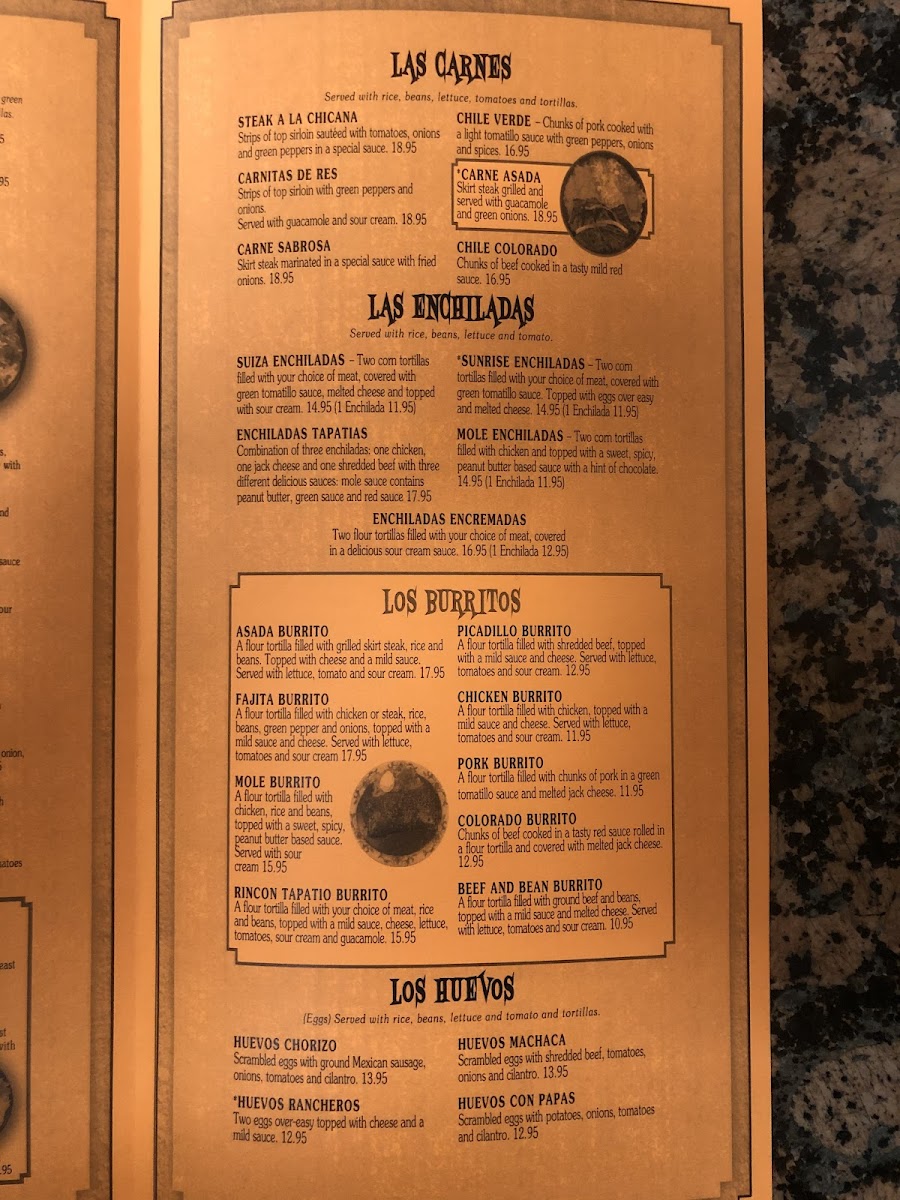 green
llas.
5
95
s,
with
nd
sauce
our
onion,
5
h
natoes
east
st
with
.95
LAS CARNES
Served with rice, beans, lettuce, tomatoes and tortillas.
STEAK A LA CHICANA
Strips of top sirloin sautéed with tomatoes, onions
and green peppers in a special sauce. 18.95
CARNITAS DE RES
Strips of top sirloin with green peppers and
onions.
Served with guacamole and sour cream. 18.95
CARNE SABROSA
Skirt steak marinated in a special sauce with fried
onions. 18.95
CHILE VERDE – Chunks of pork cooked with
a light tomatillo sauce with green peppers, onions
and spices. 16.95
*CARNE ASADA
Skirt steak grilled and
served with guacamole
and green onions. 18.95
CHILE COLORADO
Chunks of beef cooked in a tasty mild red
sauce. 16.95
LAS ENCHILADAS
Served with rice, beans, lettuce and tomato.
SUIZA ENCHILADAS – Two corn tortillas
filled with your choice of meat, covered with
green tomatillo sauce, melted cheese and topped
with sour cream. 14.95 (1 Enchilada 11.95)
ENCHILADAS TAPATIAS
Combination of three enchiladas: one chicken,
one jack cheese and one shredded beef with three
different delicious sauces: mole sauce contains
peanut butter, green sauce and red sauce 17.95
*SUNRISE ENCHILADAS – Two corn
tortillas filled with your choice of meat, covered with
green tomatillo sauce. Topped with eggs over easy
and melted cheese. 14.95 (1 Enchilada 11.95)
MOLE ENCHILADAS – Two corn tortillas
filled with chicken and topped with a sweet, spicy,
peanut butter based sauce with a hint of chocolate.
14.95 (1 Enchilada 11.95)
ENCHILADAS ENCREMADAS
Two flour tortillas filled with your choice of meat, covered
in a delicious sour cream sauce. 16.95 (1 Enchilada 12.95)
LOS BURRITOS
ASADA BURRITO
A flour tortilla filled with grilled skirt steak, rice and
beans. Topped with cheese and a mild sauce.
Served with lettuce, tomato and sour cream. 17.95
FAJITA BURRITO
A flour tortilla filled with chicken or steak, rice,
beans, green pepper and onions, topped with a
mild sauce and cheese. Served with lettuce,
tomatoes and sour cream 17.95
MOLE BURRITO
A flour tortilla filled with
chicken, rice and beans,
topped with a sweet, spicy,
peanut butter based sauce.
Served with sour
cream 15.95
RINCON TAPATIO BURRITO
A flour tortilla filled with your choice of meat, rice
and beans, topped with a mild sauce, cheese, lettuce,
tomatoes, sour cream and guacamole. 15.95
PICADILLO BURRITO
A flour tortilla filled with shredded beef, topped
with a mild sauce and cheese. Served with lettuce,
tomatoes and sour cream. 12.95
CHICKEN BURRITO
A flour tortilla filled with chicken, topped with a
mild sauce and cheese. Served with lettuce,
tomatoes and sour cream. 11.95
PORK BURRITO
A flour tortilla filled with chunks of pork in a green
tomatillo sauce and melted jack cheese. 11.95
COLORADO BURRITO
Chunks of beef cooked in a tasty red sauce rolled in
a flour tortilla and covered with melted jack cheese.
12.95
BEEF AND BEAN BURRITO
A flour tortilla filled with ground beef and beans,
topped with a mild sauce and melted cheese. Served
with lettuce, tomatoes and sour cream. 10.95
LOS HUEVOS
(Eggs) Served with rice, beans, lettuce and tomato and tortillas.
HUEVOS CHORIZO
Scrambled eggs with ground Mexican sausage,
onions, tomatoes and cilantro. 13.95
*HUEVOS RANCHEROS
Two eggs over-easy topped with cheese and a
mild sauce. 12.95
HUEVOS MACHACA
Scrambled eggs with shredded beef, tomatoes,
onions and cilantro. 13.95
HUEVOS CON PAPAS
Scrambled eggs with potatoes, onions, tomatoes
and cilantro. 12.95